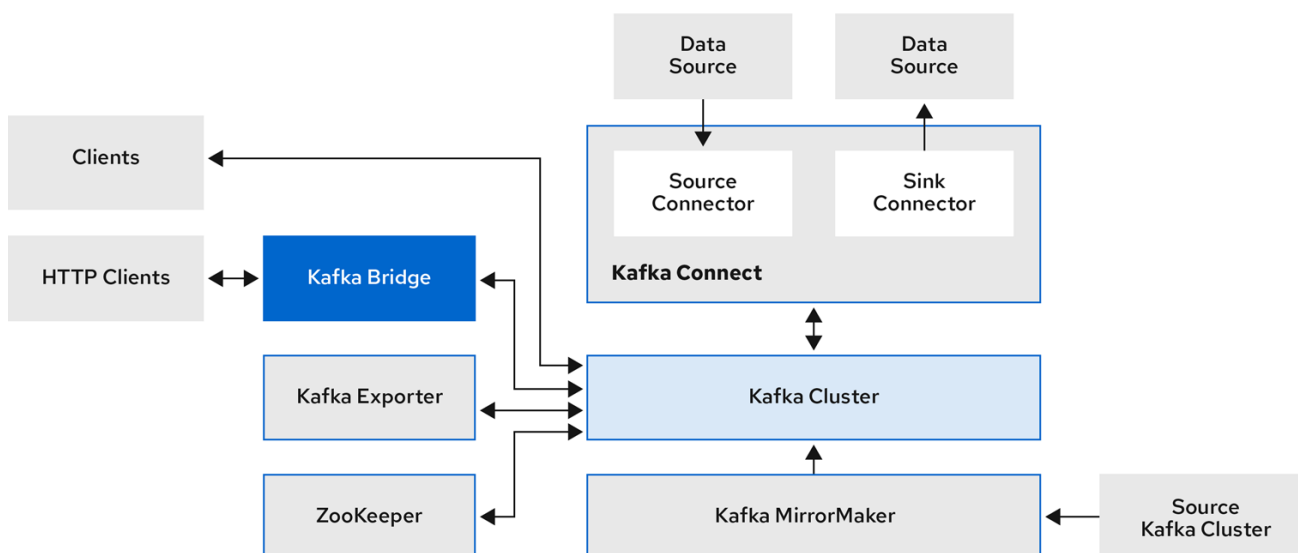 Data
Source
Data
Source
Clients
Source
Connector
Sink
Connector
HTTP Clients
Kafka Bridge
Kafka Connect
Kafka Exporter
Kafka Cluster
ZooKeeper
Kafka MirrorMaker
Source
Kafka Cluster